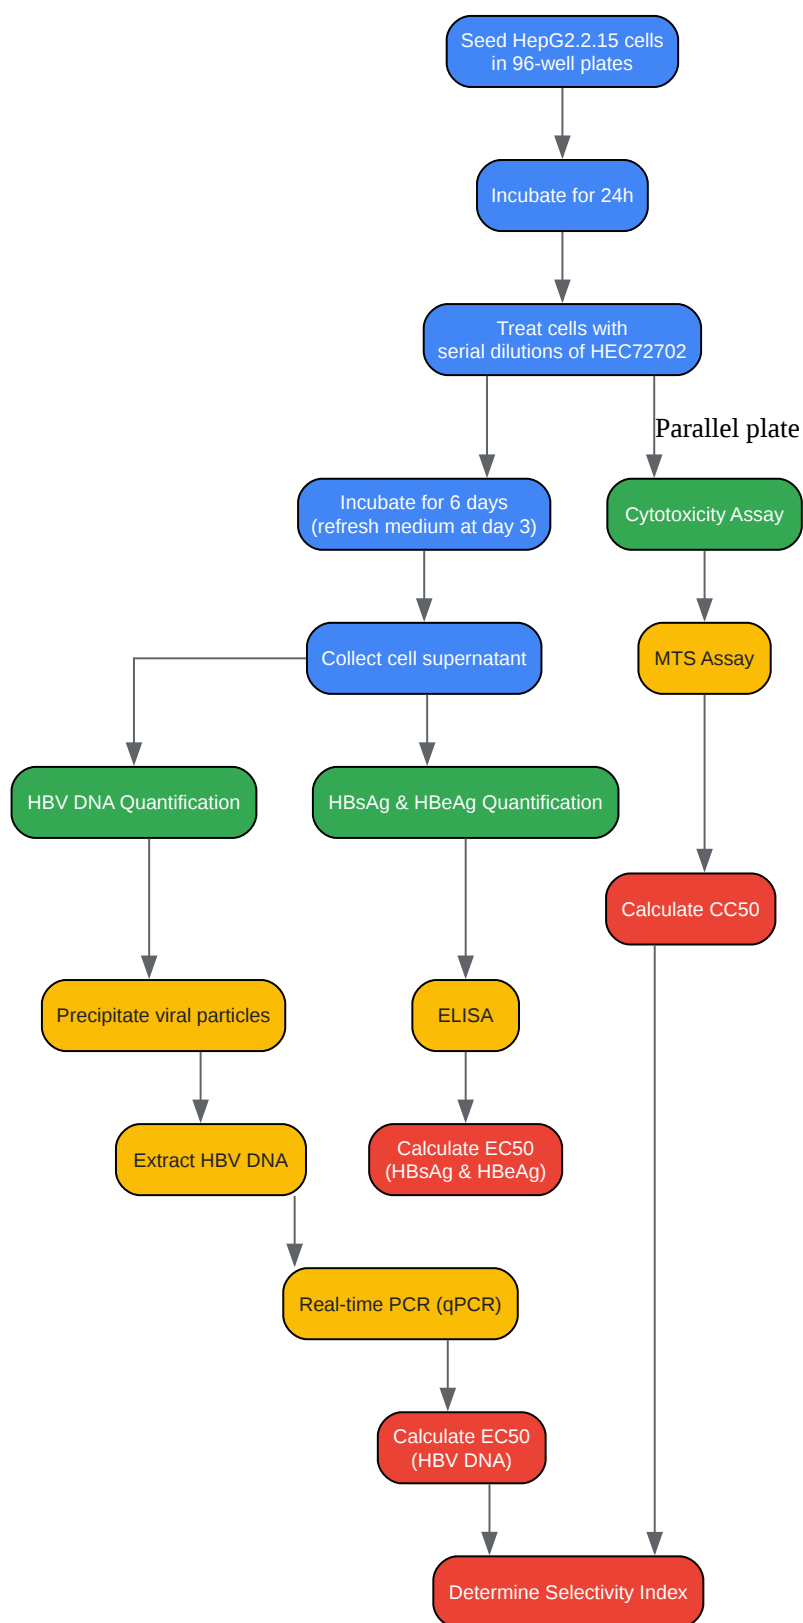 Seed HepG2.2.15 cells
in 96-well plates
Incubate for 24h
Treat cells with
serial dilutions of HEC72702
Parallel plate
Incubate for 6 days
(refresh medium at day 3)
Cytotoxicity Assay
Collect cell supernatant
MTS Assay
HBV DNA Quantification
HBsAg & HBeAg Quantification
Calculate CC50
Precipitate viral particles
ELISA
Extract HBV DNA
Calculate EC50
(HBsAg & HBeAg)
Real-time PCR (qPCR)
Calculate EC50
(HBV DNA)
Determine Selectivity Index